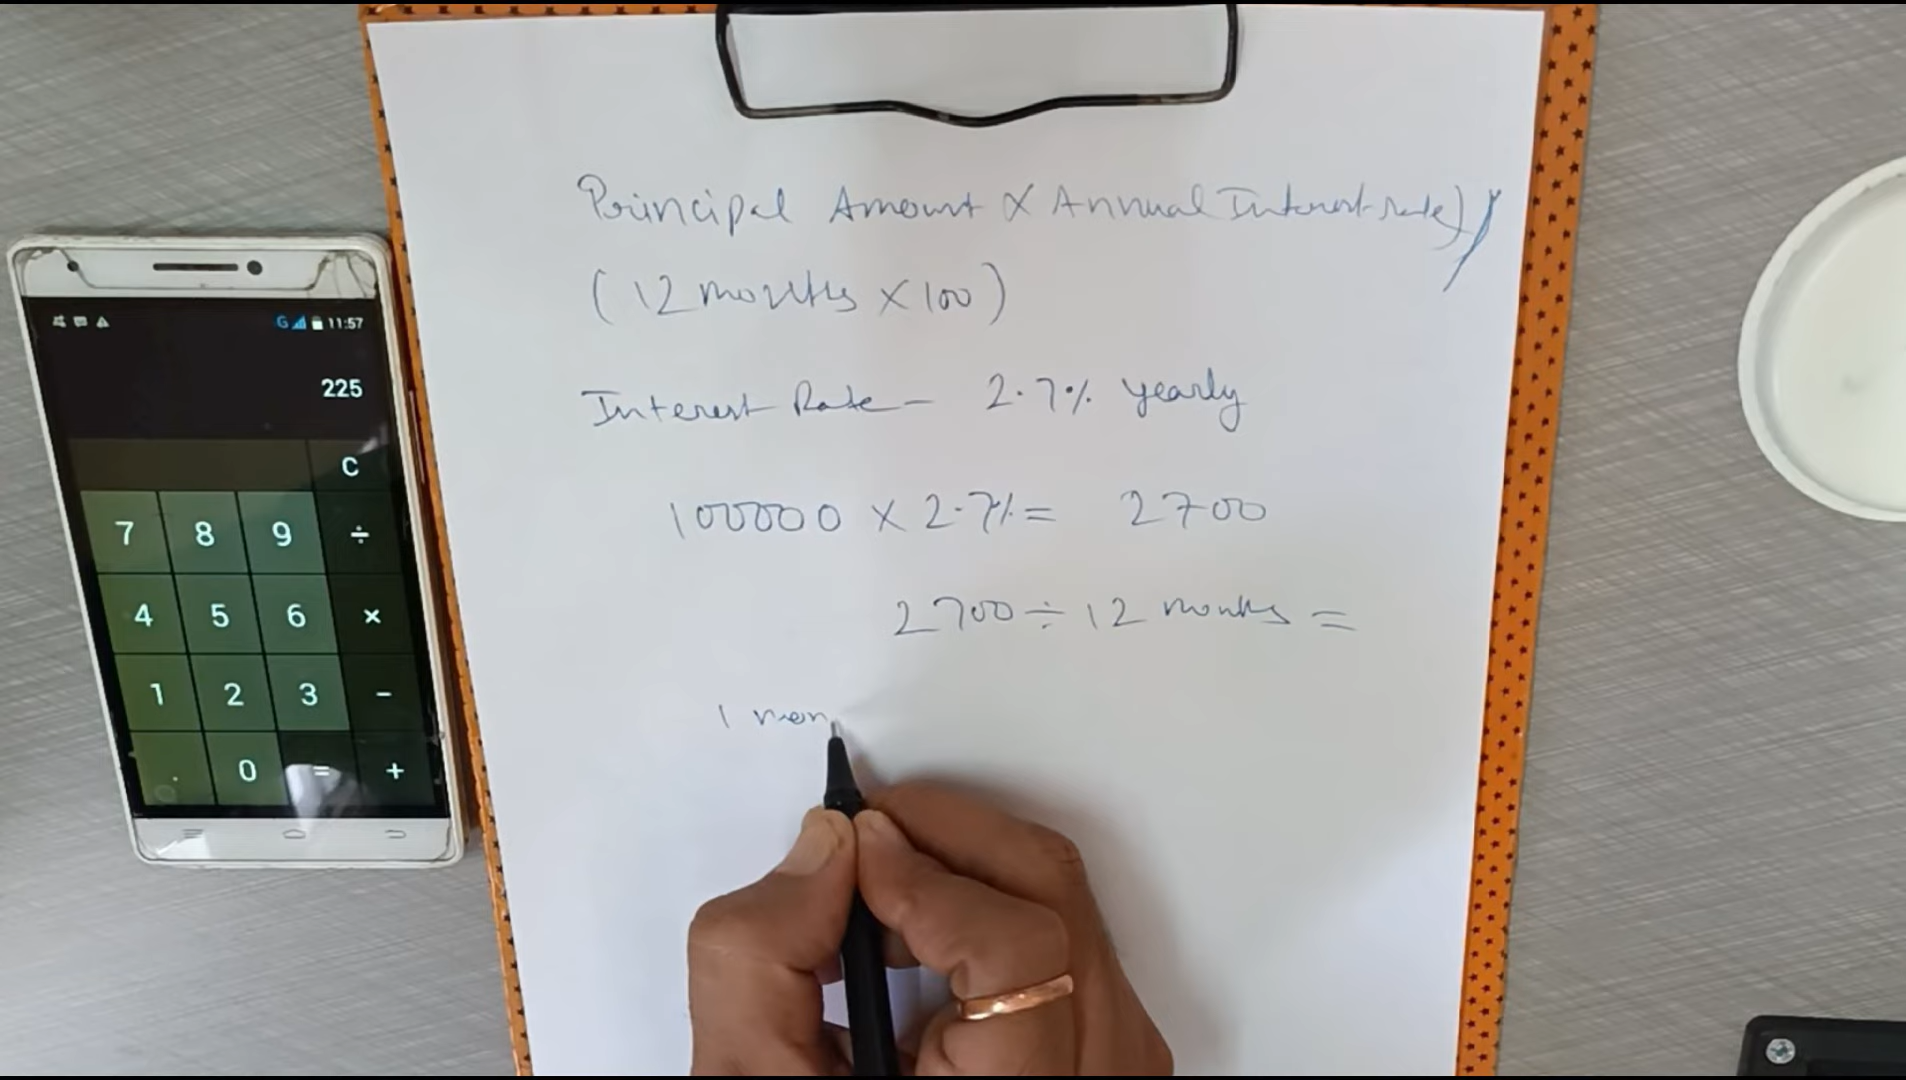 Principal Amount X Annual Interest rate) /
(12 months X 100)
Interest Rate - 2.7% yearly
100000 X 2.7% = 2700
2700 ÷ 12 months =
1 mon
G 11:57
225
C
7 8 9 ÷
4 5 6 ×
1 2 3 −
. 0 = +